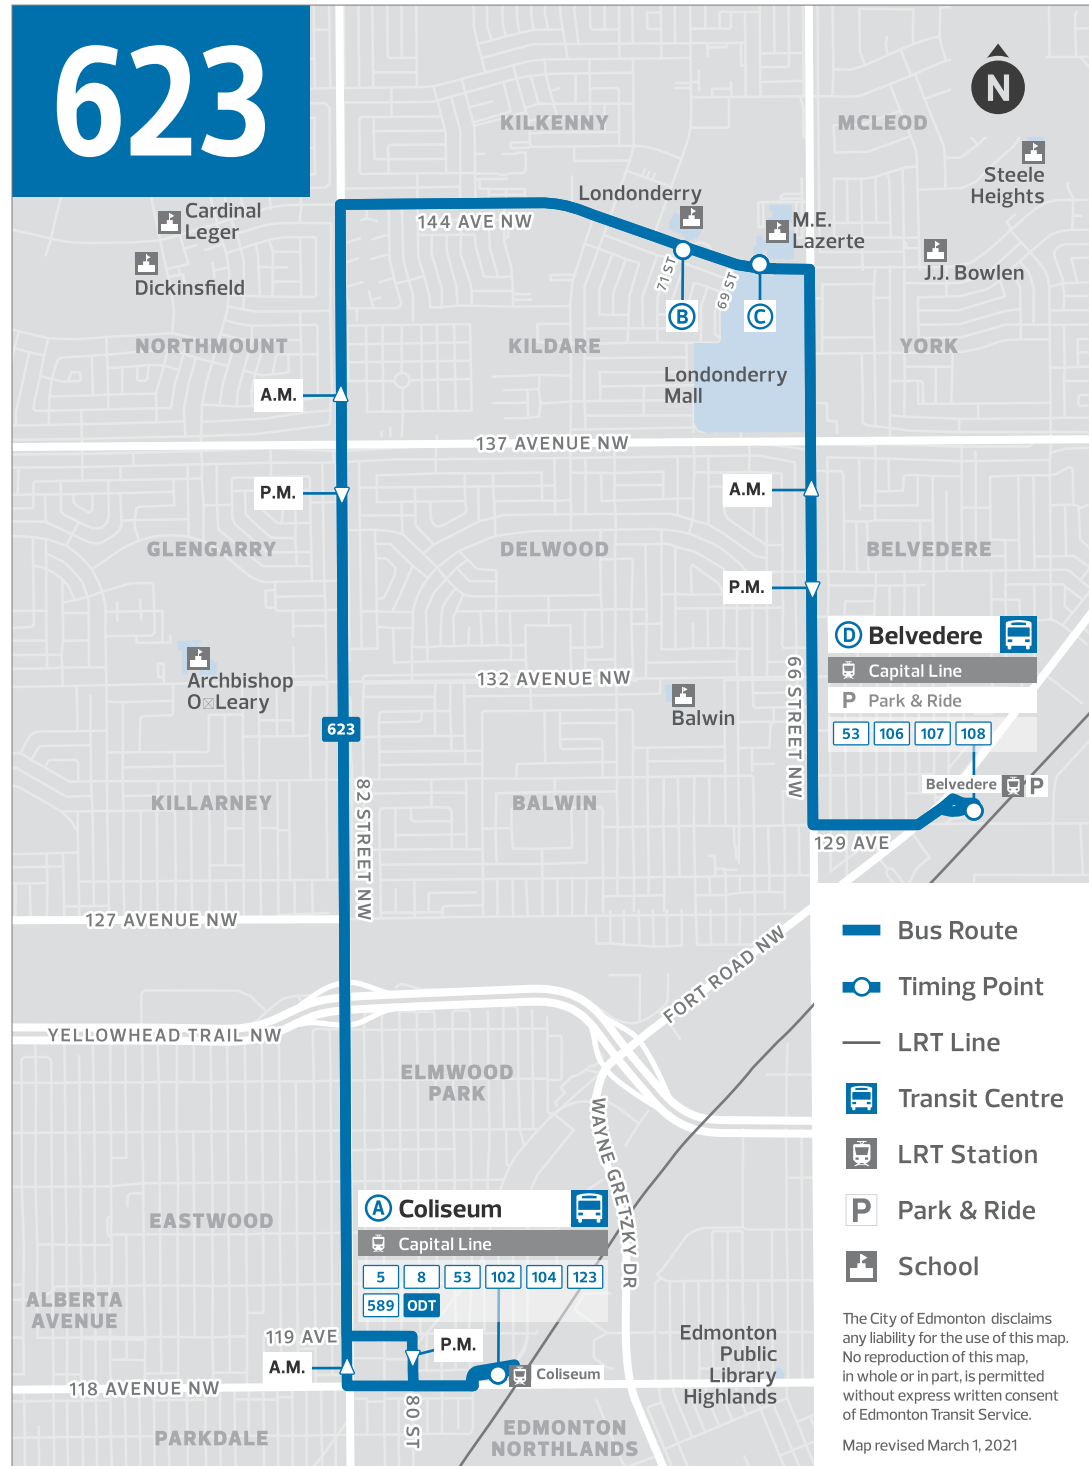 623
N
KILKENNY
MCLEOD
Steele
Heights
Londonderry
Cardinal
Leger
144 AVE NW
M.E.
Lazerte
J.J. Bowlen
Dickinsfield
71 ST
69 ST
B
C
NORTHMOUNT
KILDARE
YORK
Londonderry
Mall
A.M.
137 AVENUE NW
P.M.
A.M.
GLENGARRY
DELWOOD
BELVEDERE
P.M.
D Belvedere
Capital Line
P Park & Ride
53 106 107 108
Archbishop
O☒Leary
132 AVENUE NW
Balwin
66 STREET NW
623
Belvedere P
KILLARNEY
82 STREET NW
BALWIN
129 AVE
127 AVENUE NW
FORT ROAD NW
YELLOWHEAD TRAIL NW
ELMWOOD
PARK
WAYNE GRETZKY DR
Bus Route
Timing Point
LRT Line
Transit Centre
LRT Station
P Park & Ride
School
A Coliseum
Capital Line
5 8 53 102 104 123
589 ODT
EASTWOOD
ALBERTA
AVENUE
119 AVE
P.M.
A.M.
Coliseum
Edmonton
Public
Library
Highlands
118 AVENUE NW
80 ST
PARKDALE
EDMONTON
NORTHLANDS
The City of Edmonton disclaims
any liability for the use of this map.
No reproduction of this map,
in whole or in part, is permitted
without express written consent
of Edmonton Transit Service.
Map revised March 1, 2021